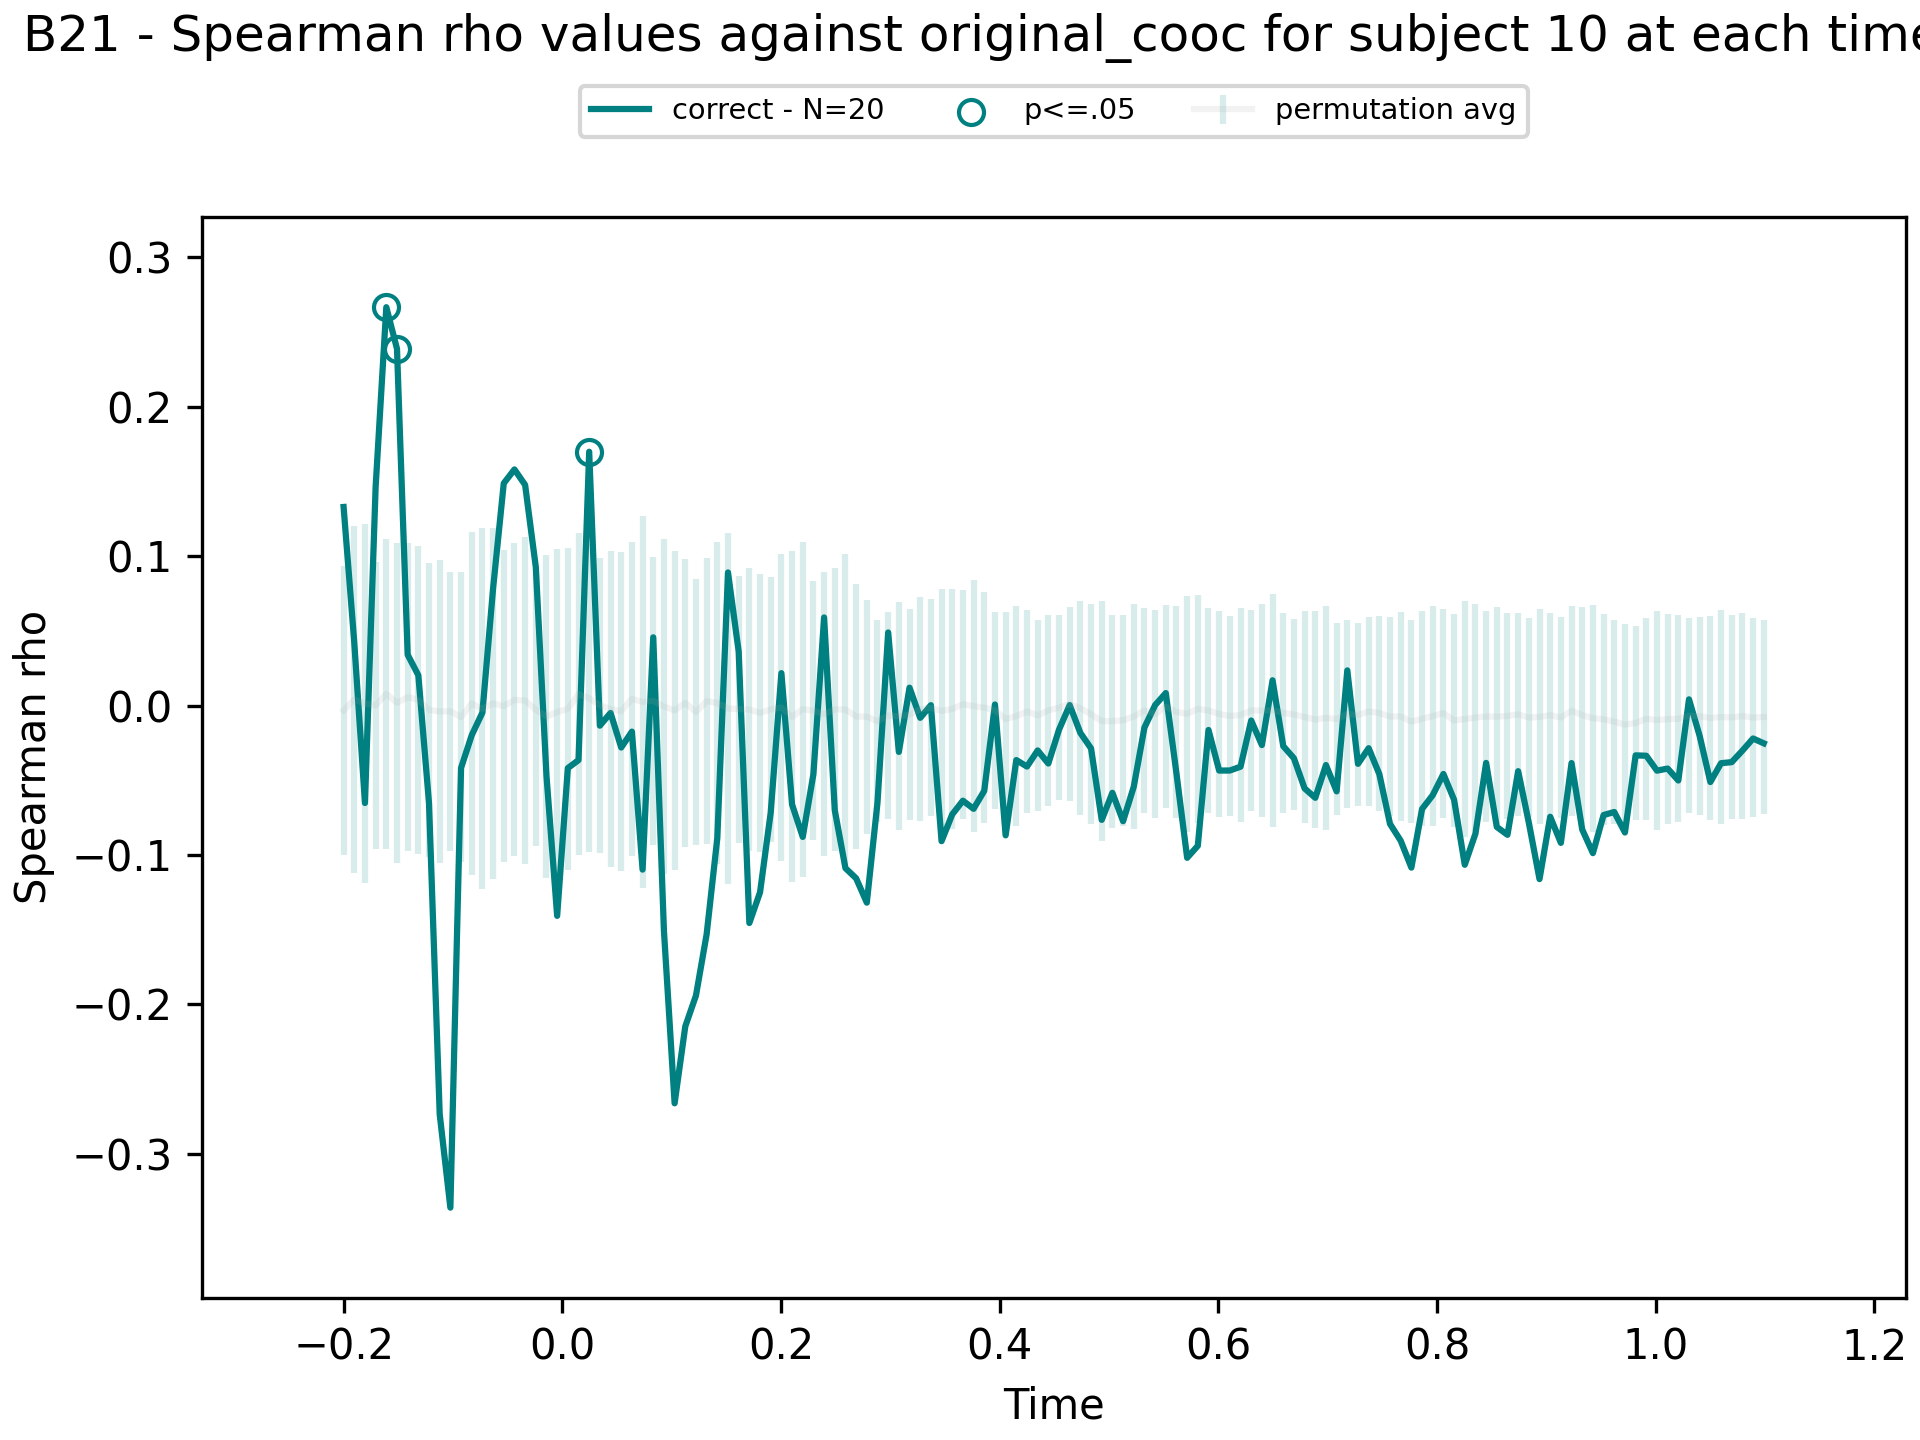 B21 - Spearman rho values against original_cooc for subject 10 at each time
correct - N=20 p<=.05 permutation avg
0.3
0.2
0.1
0.0
−0.1
−0.2
−0.3
Spearman rho
−0.2 0.0 0.2 0.4 0.6 0.8 1.0 1.2
Time